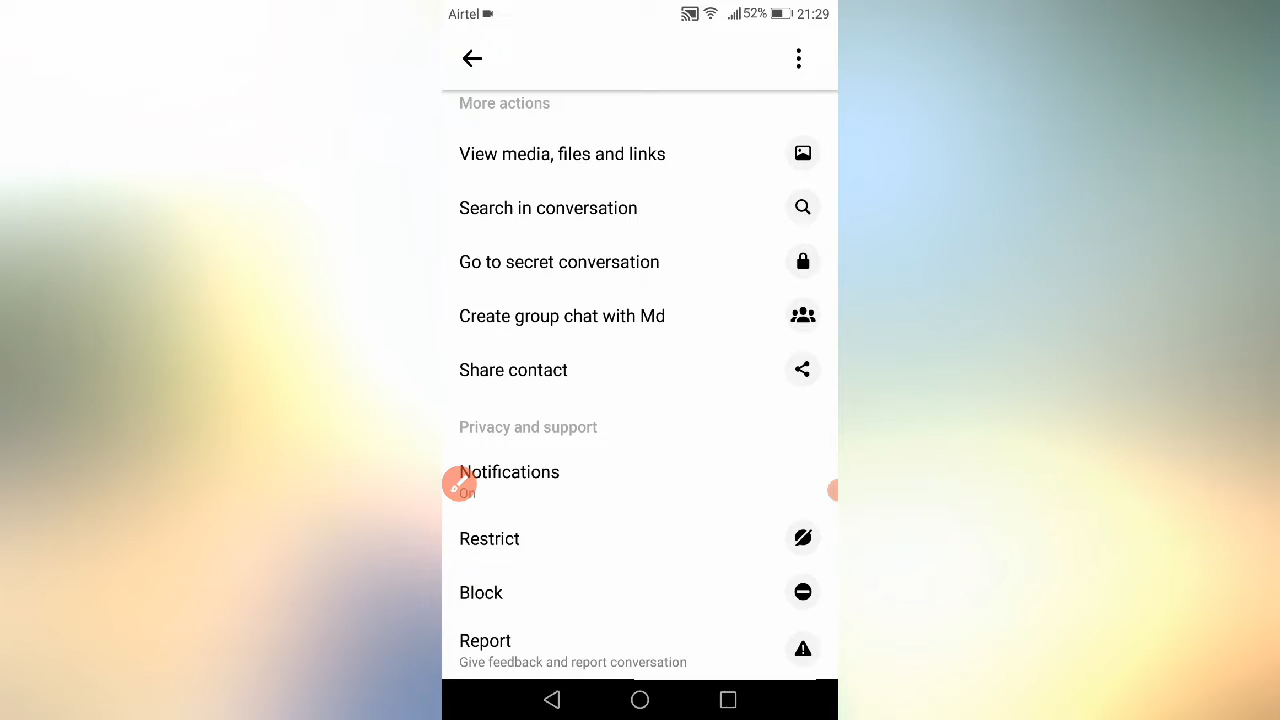 Airtel
52%
21:29
More actions
View media, files and links
Search in conversation
Go to secret conversation
Create group chat with Md
Share contact
Privacy and support
Notifications
On
Restrict
Block
Report
Give feedback and report conversation